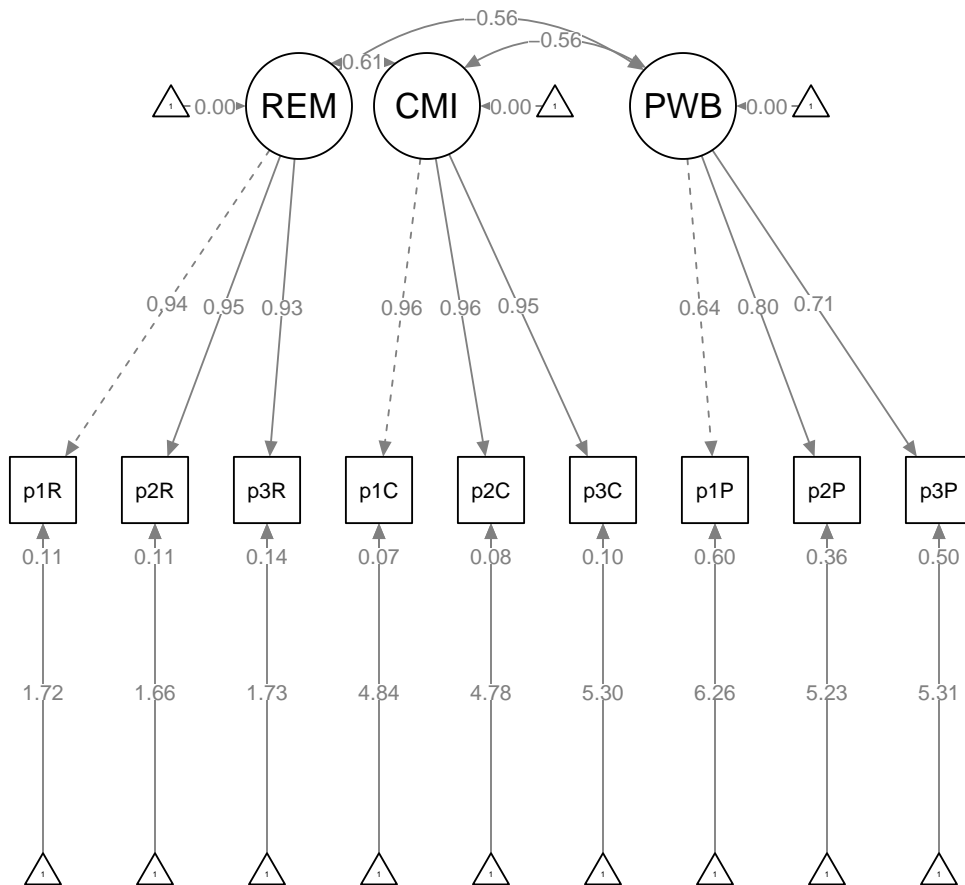 −0.56
−0.56
0.61
1 0.00 REM CMI 0.00 1 PWB 0.00 1
0.94 0.95 0.93 0.96 0.96 0.95 0.64 0.80 0.71
p1R p2R p3R p1C p2C p3C p1P p2P p3P
0.11 0.11 0.14 0.07 0.08 0.10 0.60 0.36 0.50
1.72 1.66 1.73 4.84 4.78 5.30 6.26 5.23 5.31
1 1 1 1 1 1 1 1 1